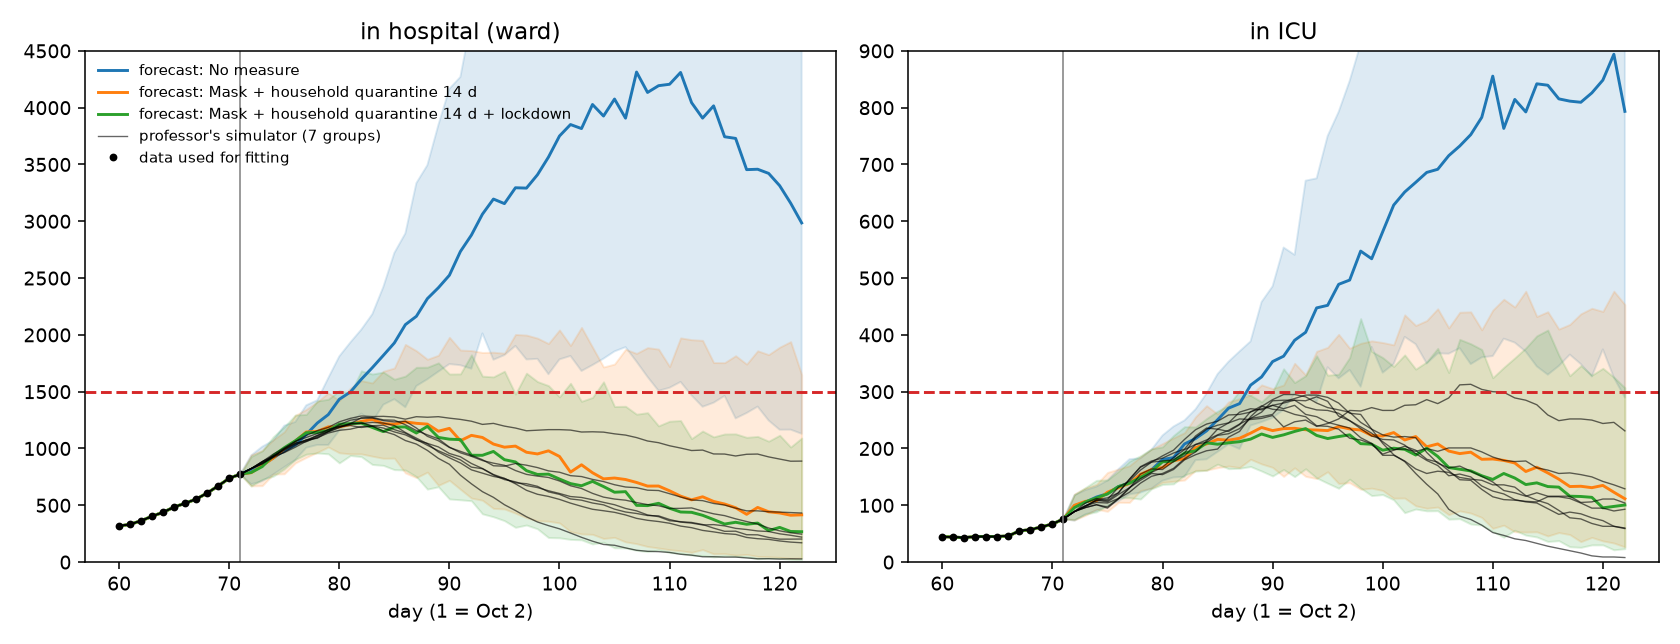 in hospital (ward)
4500
4000
3500
3000
2500
2000
1500
1000
500
0
forecast: No measure
forecast: Mask + household quarantine 14 d
forecast: Mask + household quarantine 14 d + lockdown
professor's simulator (7 groups)
data used for fitting
60 70 80 90 100 110 120
day (1 = Oct 2)
in ICU
900
800
700
600
500
400
300
200
100
0
60 70 80 90 100 110 120
day (1 = Oct 2)